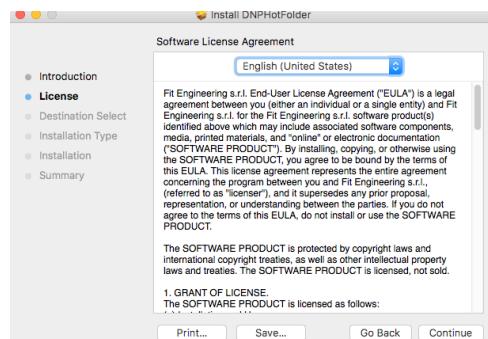 Install DNPHotFolder
Software License Agreement
English (United States)
Introduction
License
Destination Select
Installation Type
Installation
Summary
Fit Engineering s.r.l. End-User License Agreement ("EULA") is a legal
agreement between you (either an individual or a single entity) and Fit
Engineering s.r.l. for the Fit Engineering s.r.l. software product(s)
identified above which may include associated software components,
media, printed materials, and "online" or electronic documentation
("SOFTWARE PRODUCT"). By installing, copying, or otherwise using
the SOFTWARE PRODUCT, you agree to be bound by the terms of
this EULA. This license agreement represents the entire agreement
concerning the program between you and Fit Engineering s.r.l.,
(referred to as "licenser"), and it supersedes any prior proposal,
representation, or understanding between the parties. If you do not
agree to the terms of this EULA, do not install or use the SOFTWARE
PRODUCT.
The SOFTWARE PRODUCT is protected by copyright laws and
international copyright treaties, as well as other intellectual property
laws and treaties. The SOFTWARE PRODUCT is licensed, not sold.
1. GRANT OF LICENSE.
The SOFTWARE PRODUCT is licensed as follows:
Print...
Save...
Go Back
Continue